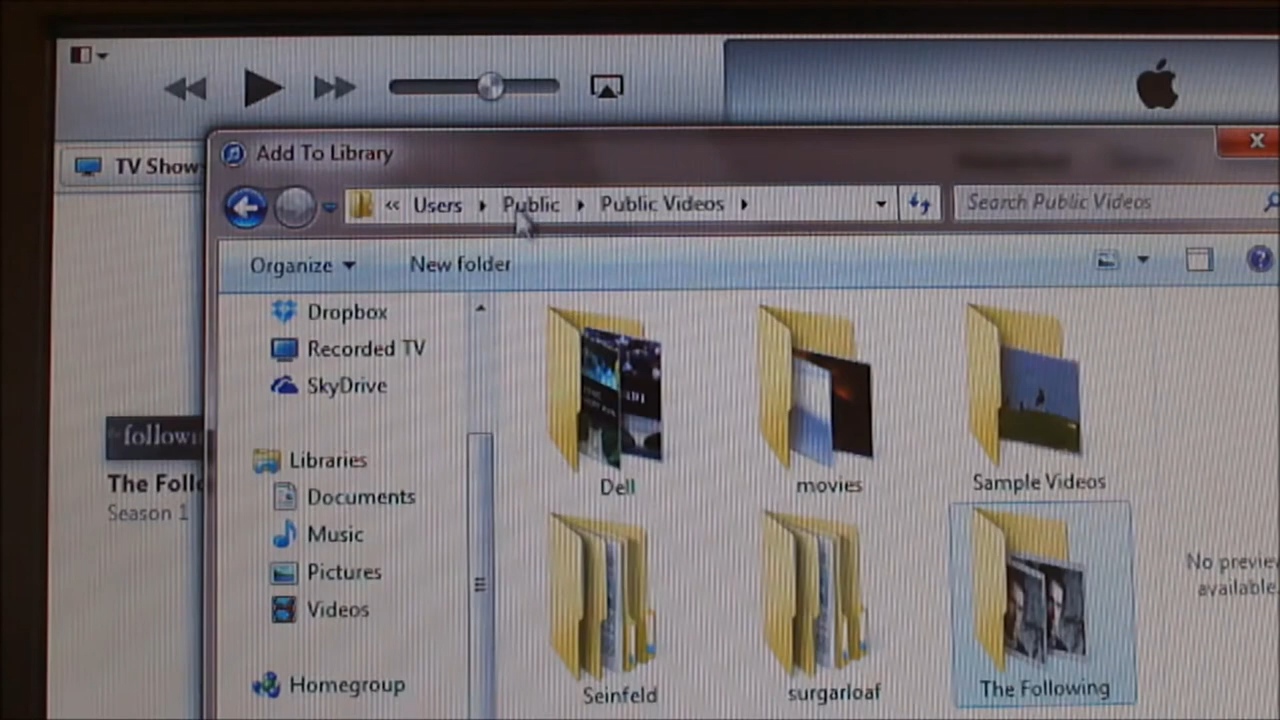 TV Show
Add To Library
« Users Public Public Videos
Search Public Videos
Organize
New folder
Dropbox
Recorded TV
SkyDrive
Libraries
Documents
Music
Pictures
Videos
Homegroup
followi
The Follo
Season 1
Dell
movies
Sample Videos
Seinfeld
surgarloaf
The Following
No preview
available.